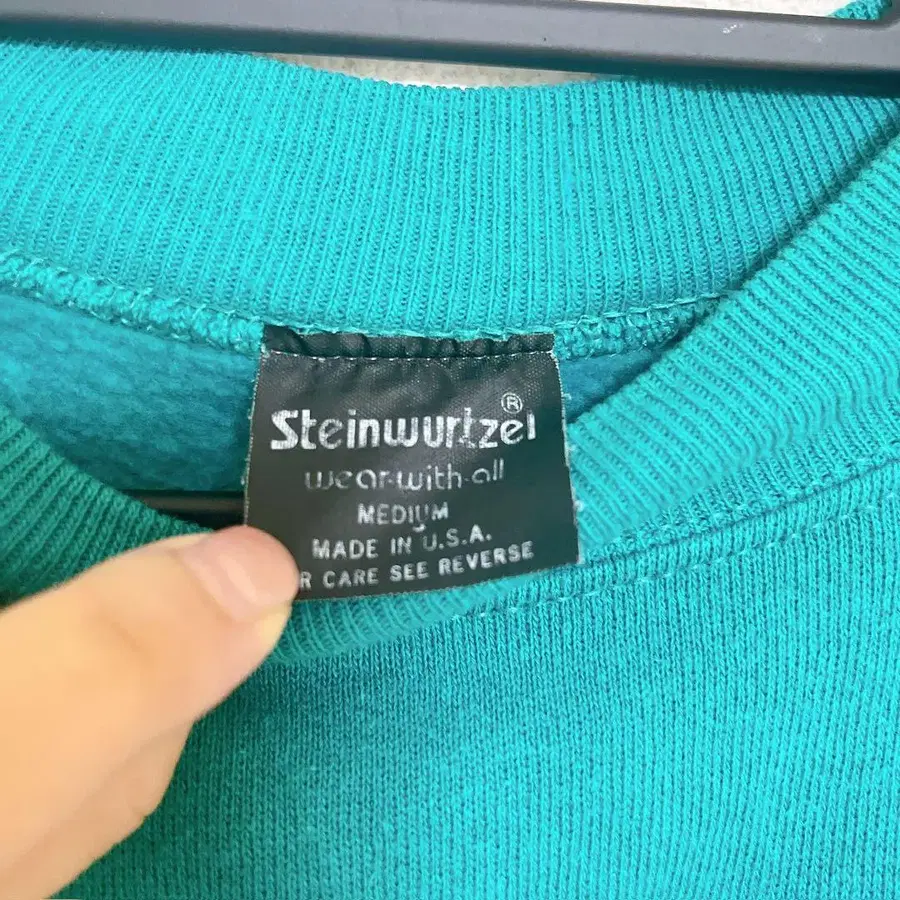 Steinwurtzel®
wear-with-all
MEDIUM
MADE IN U.S.A.
R CARE SEE REVERSE